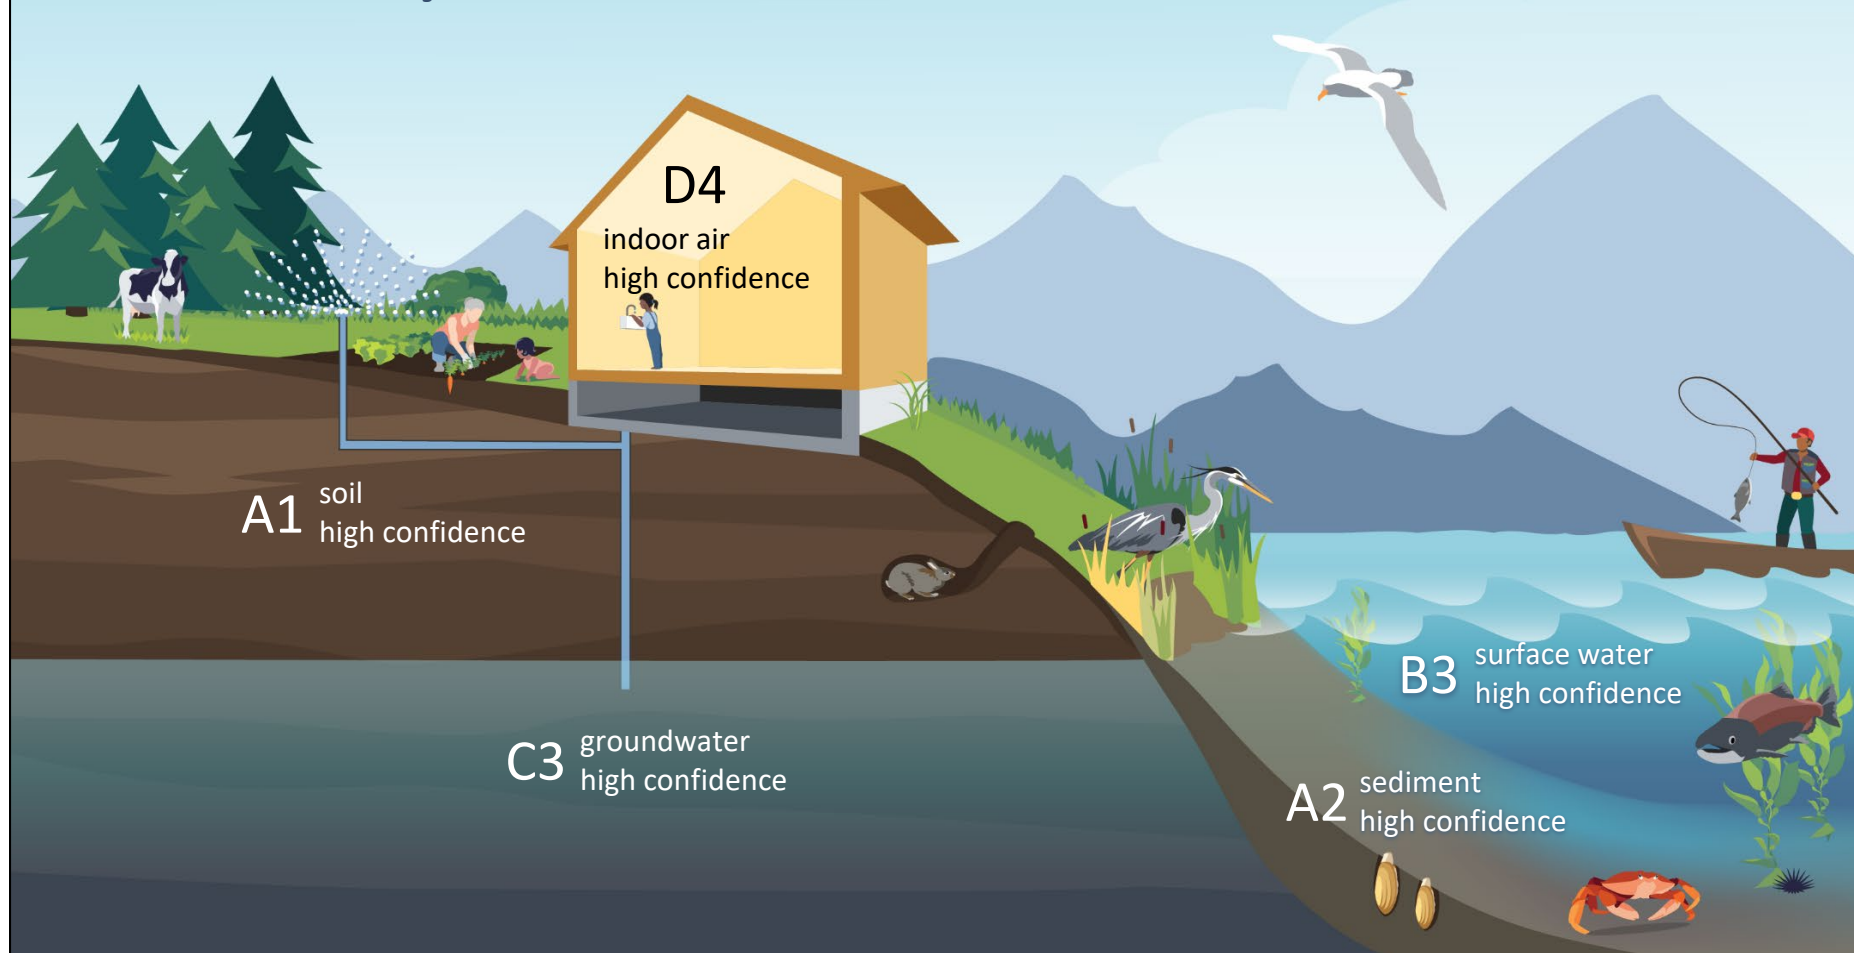 D4
indoor air
high confidence
A1
soil
high confidence
B3
surface water
high confidence
C3
groundwater
high confidence
A2
sediment
high confidence